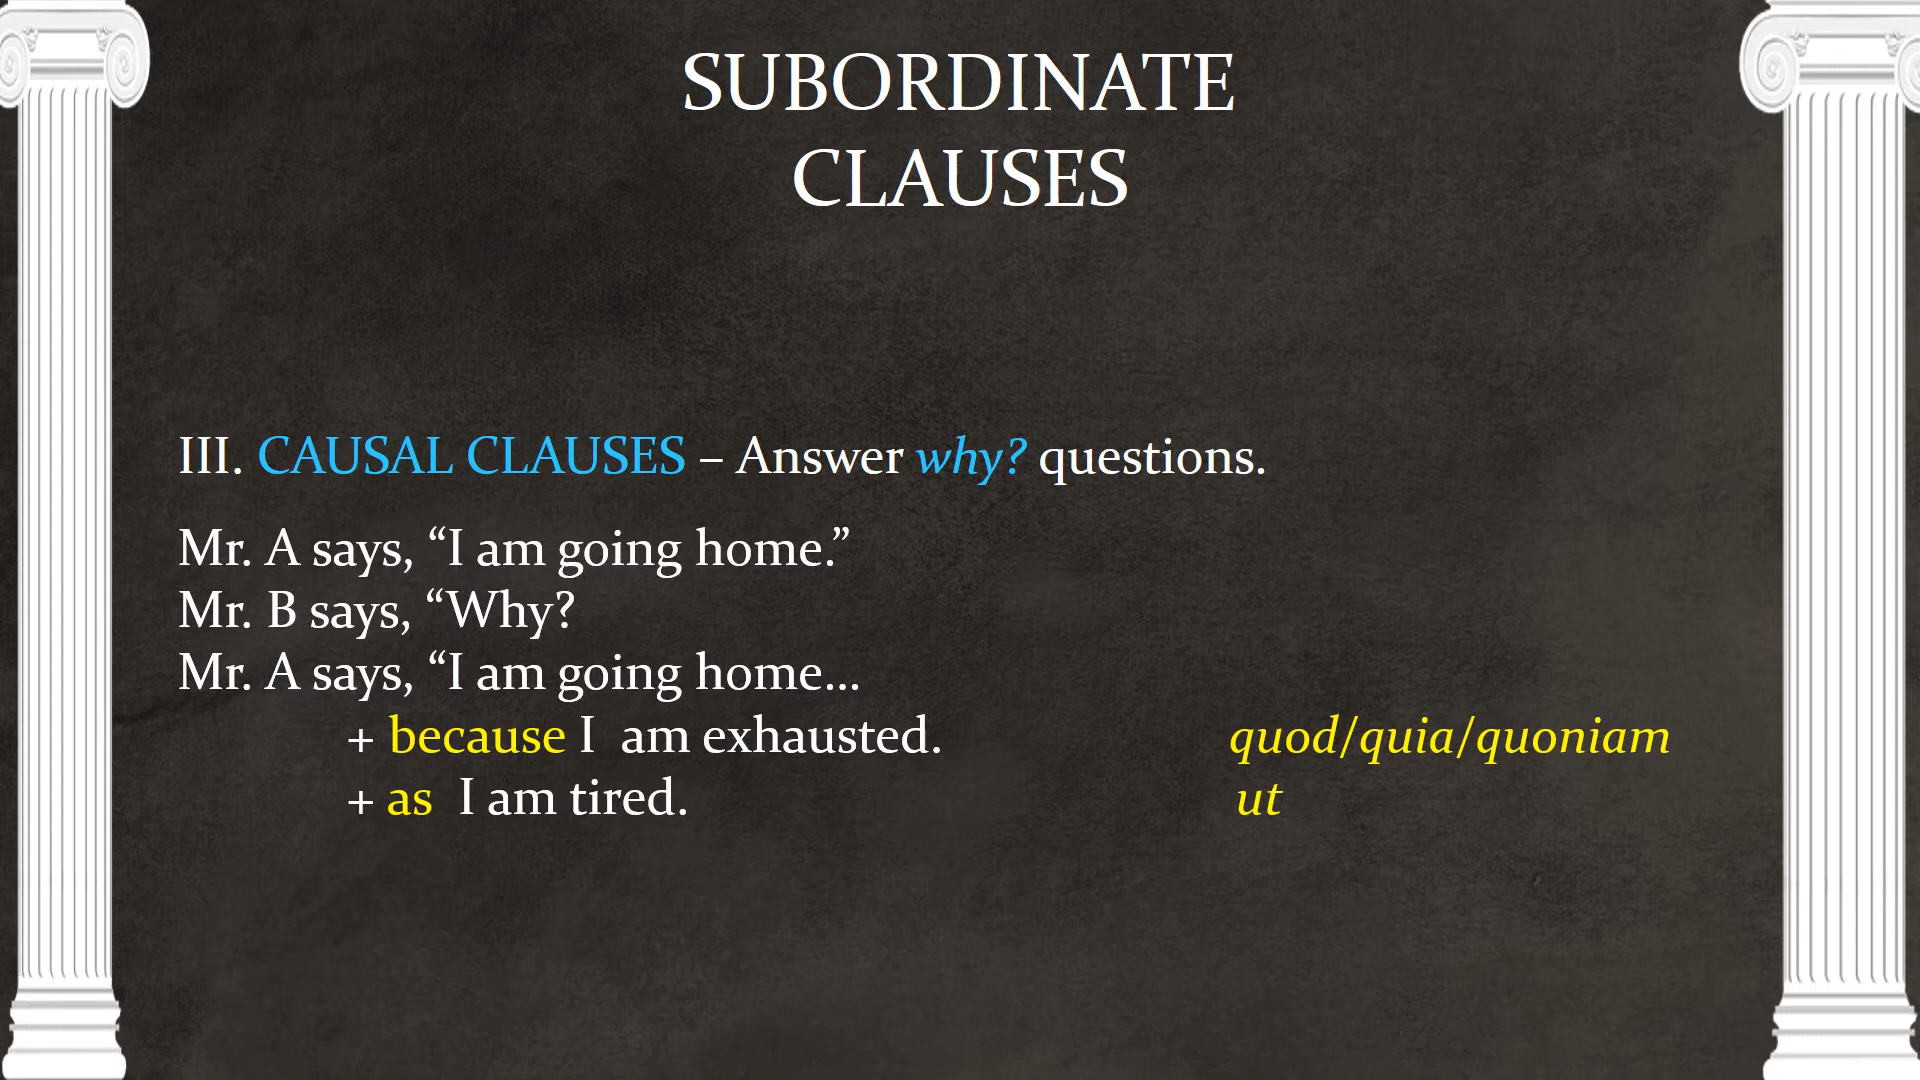 SUBORDINATE
CLAUSES
III. CAUSAL CLAUSES – Answer why? questions.
Mr. A says, “I am going home.”
Mr. B says, “Why?
Mr. A says, “I am going home…
+ because I  am exhausted. quod/quia/quoniam
+ as  I am tired. ut